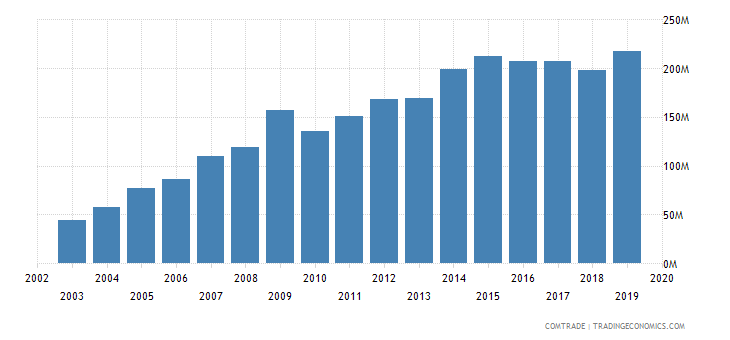 250M
200M
150M
100M
50M
0M
2002 2004 2006 2008 2010 2012 2014 2016 2018 2020
2003 2005 2007 2009 2011 2013 2015 2017 2019
COMTRADE | TRADINGECONOMICS.COM